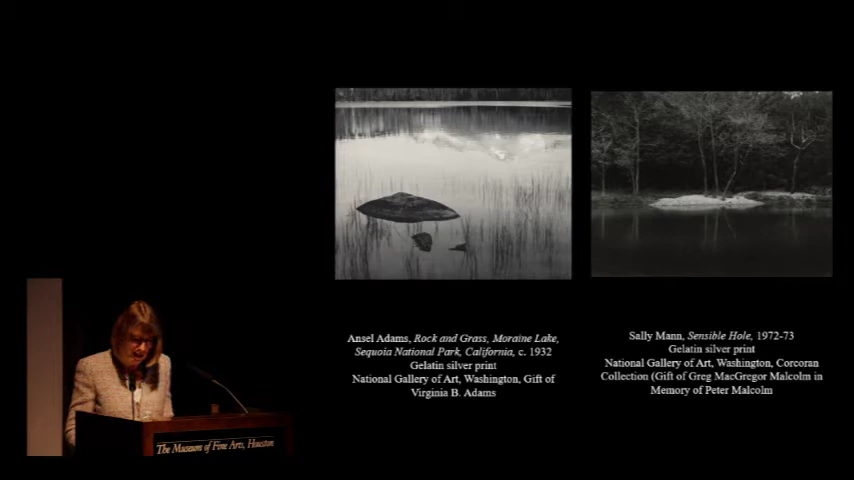 Ansel Adams, Rock and Grass, Moraine Lake,
Sequoia National Park, California, c. 1932
Gelatin silver print
National Gallery of Art, Washington, Gift of
Virginia B. Adams
Sally Mann, Sensible Hole, 1972-73
Gelatin silver print
National Gallery of Art, Washington, Corcoran
Collection (Gift of Greg MacGregor Malcolm in
Memory of Peter Malcolm
The Museum of Fine Arts, Houston